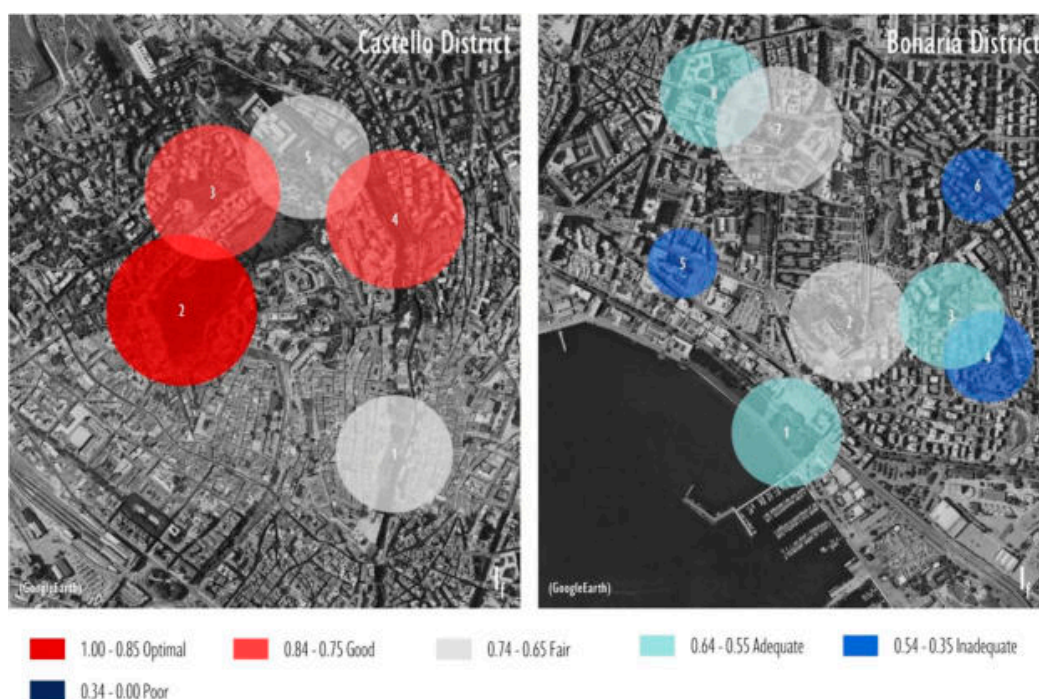 Castello District
5
3
4
2
1
(GoogleEarth)
Bonaria District
7
6
5
2
3
4
1
(GoogleEarth)
1.00 - 0.85 Optimal
0.84 - 0.75 Good
0.74 - 0.65 Fair
0.64 - 0.55 Adequate
0.54 - 0.35 Inadequate
0.34 - 0.00 Poor